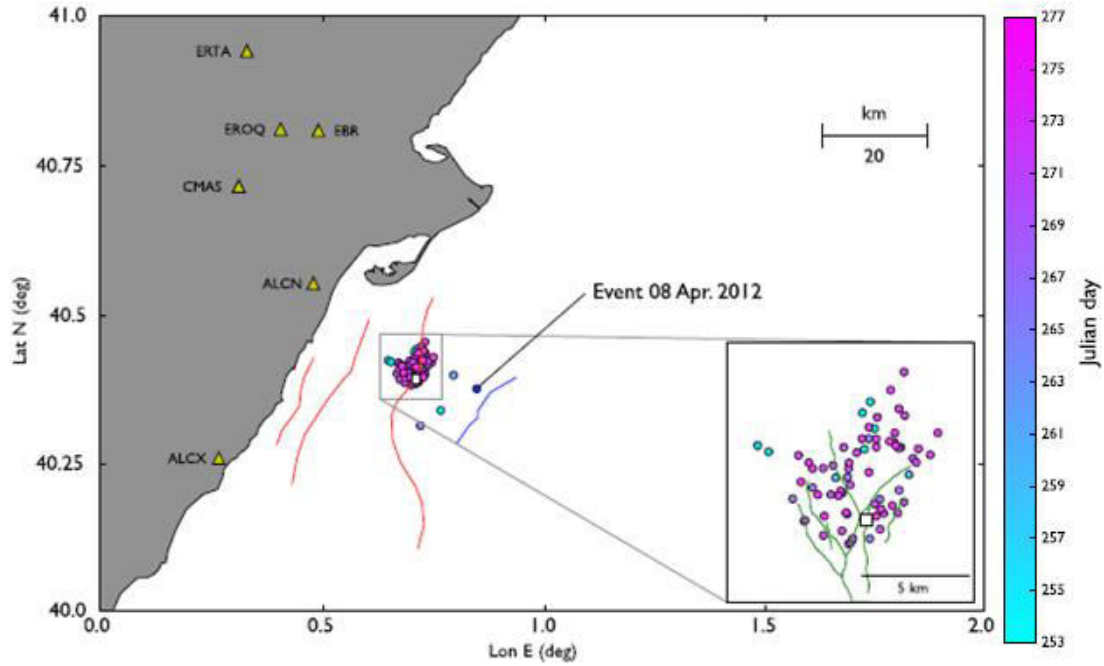 41.0
40.75
40.5
40.25
40.0
Lat N (deg)
0.0
0.5
1.0
1.5
2.0
Lon E (deg)
ERTA
EROQ
EBR
CMAS
ALCN
ALCX
km
20
Event 08 Apr. 2012
5 km
277
275
273
271
269
267
265
263
261
259
257
255
253
Julian day